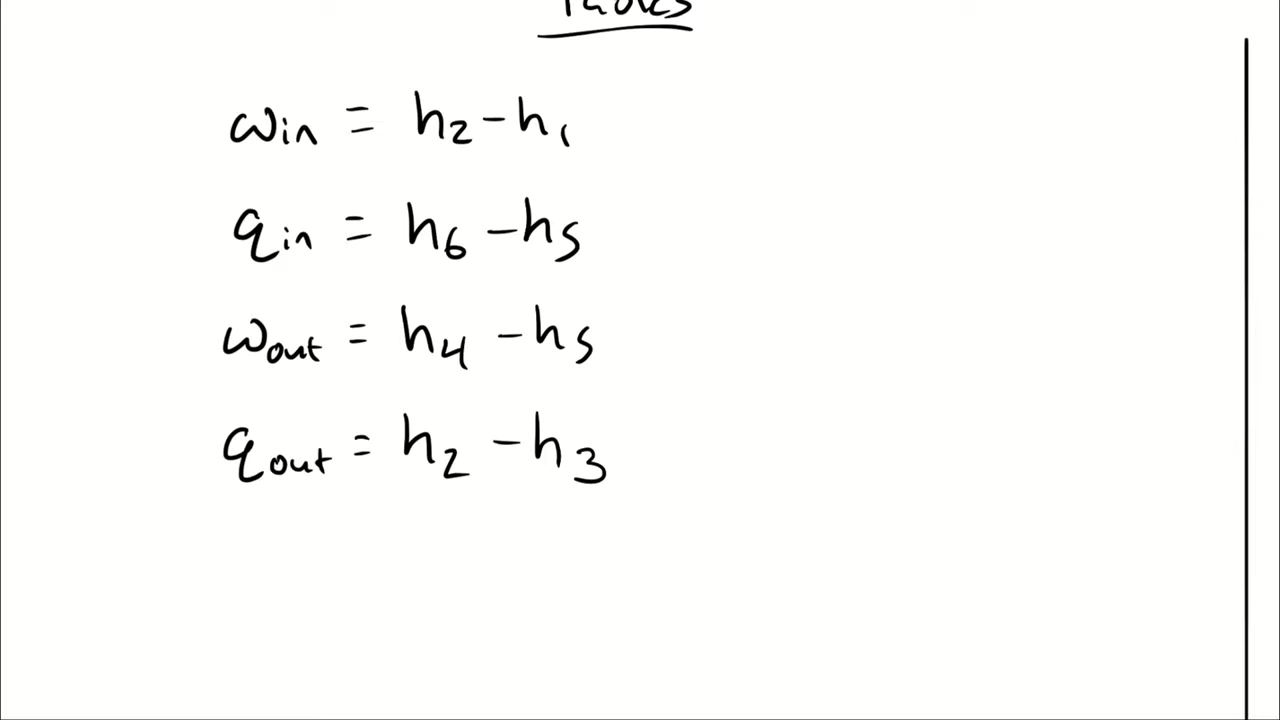 win = h2 - h1
qin = h6 - h5
wout = h4 - h5
qout = h2 - h3